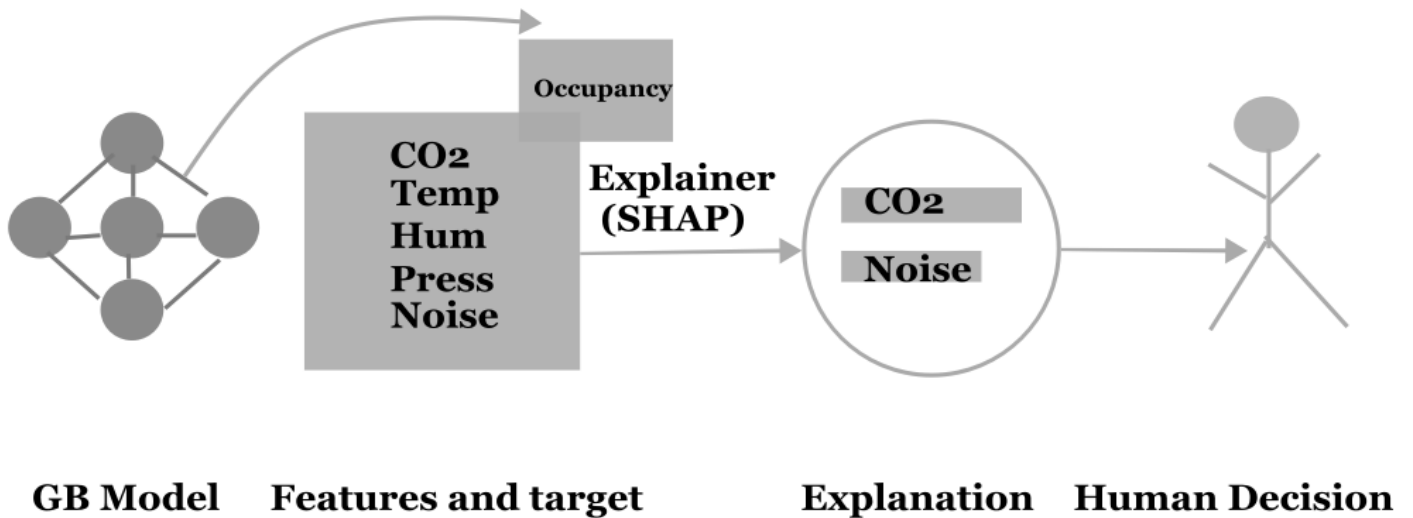 Occupancy
CO2
Temp
Hum
Press
Noise
Explainer
(SHAP)
CO2
Noise
GB Model
Features and target
Explanation
Human Decision